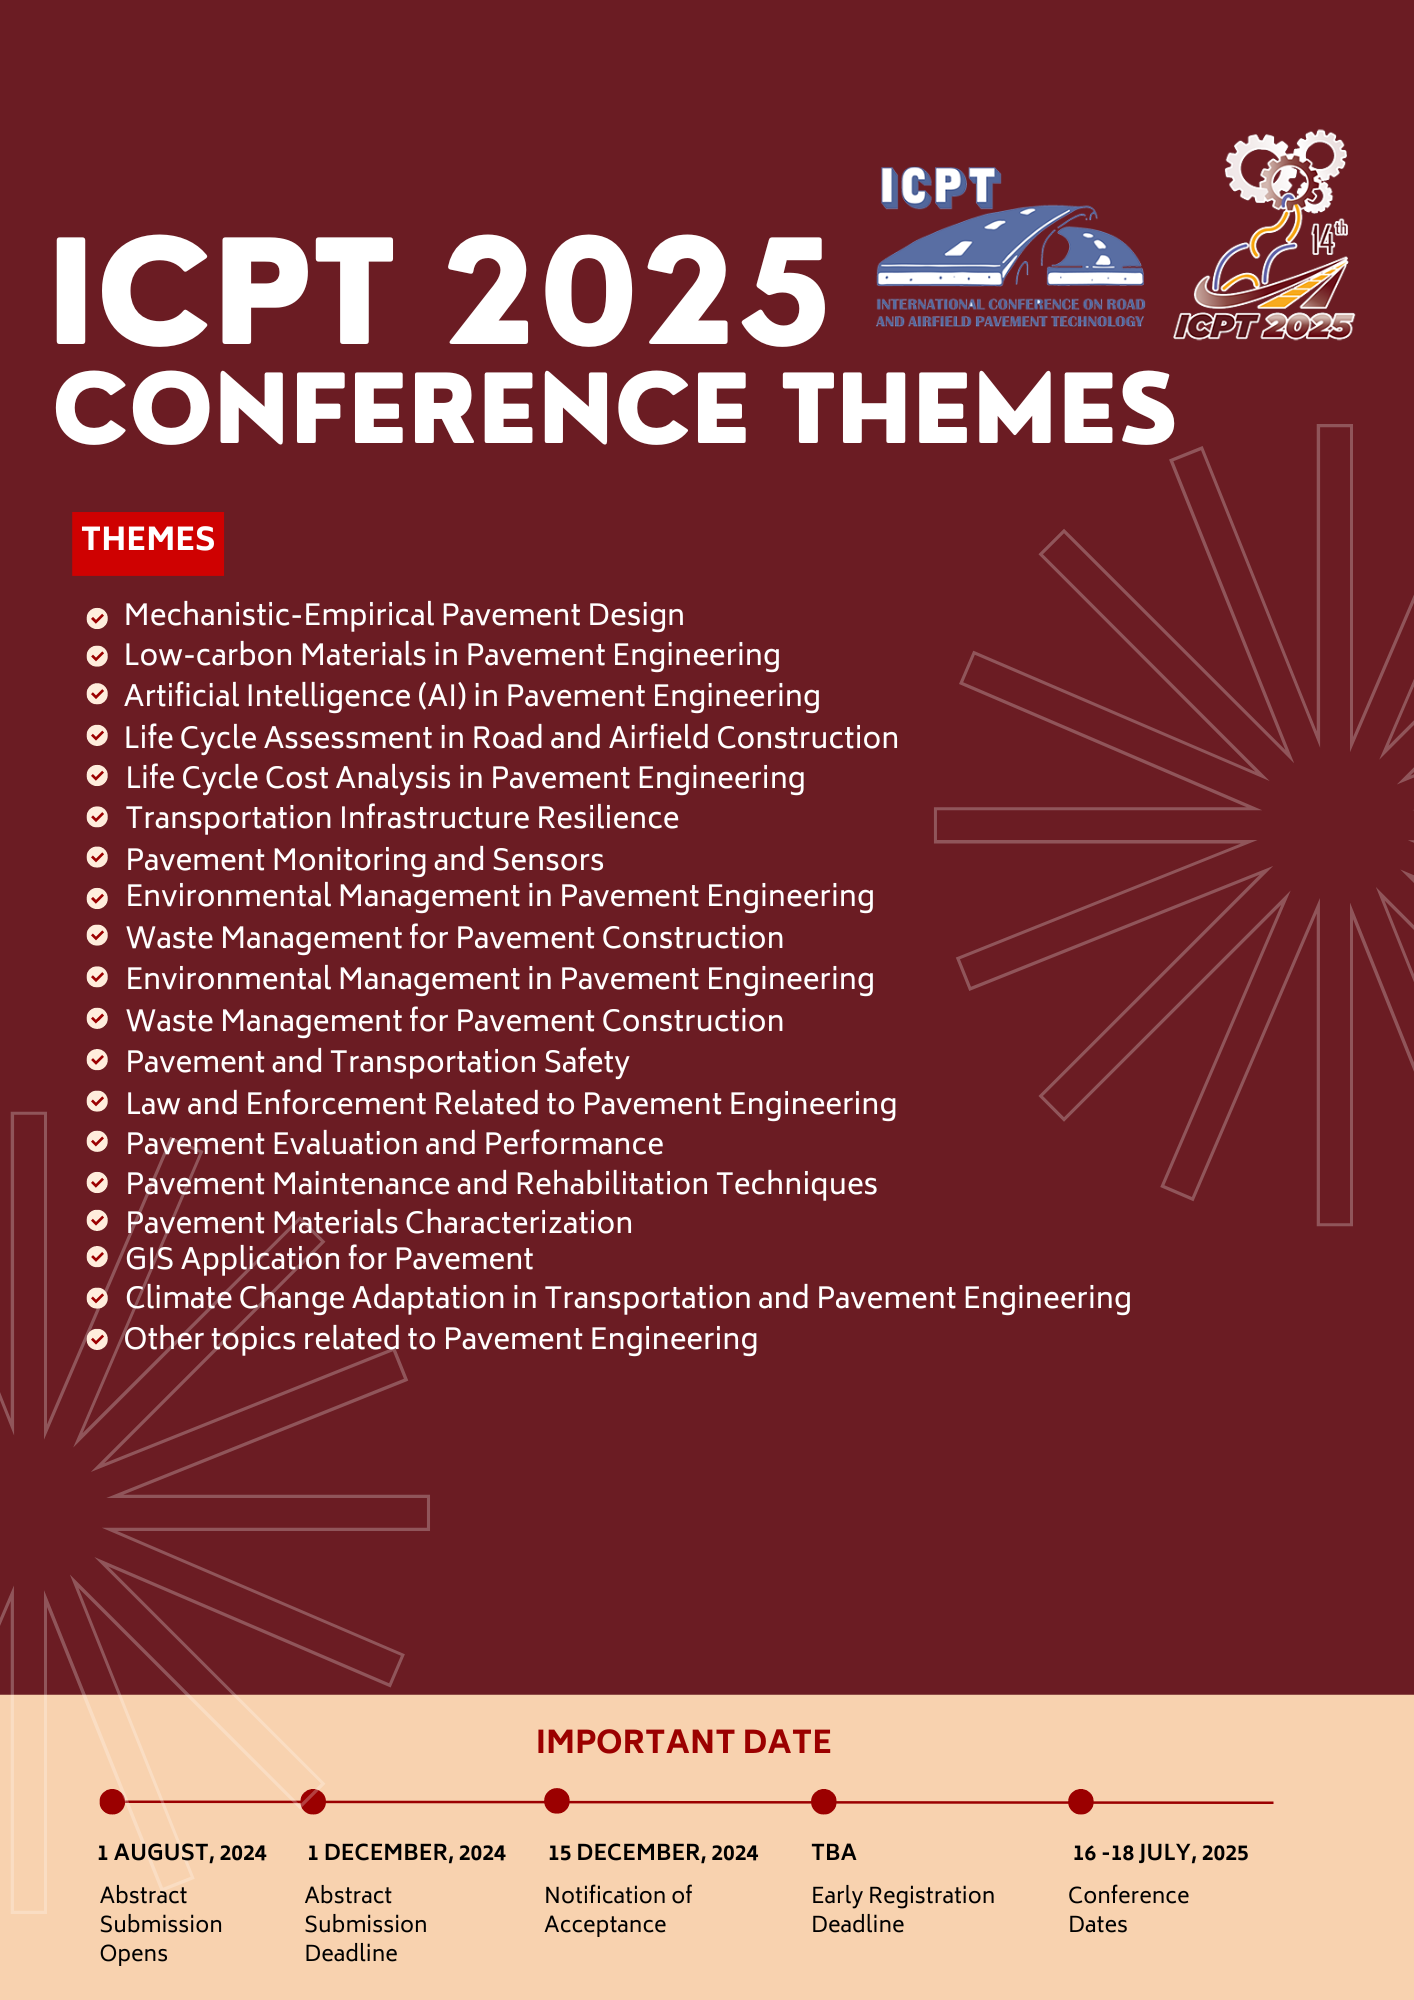 ICPT
14th
INTERNATIONAL CONFERENCE ON ROAD
AND AIRFIELD PAVEMENT TECHNOLOGY
ICPT 2025
ICPT 2025
CONFERENCE THEMES
THEMES
Mechanistic-Empirical Pavement Design
Low-carbon Materials in Pavement Engineering
Artificial Intelligence (AI) in Pavement Engineering
Life Cycle Assessment in Road and Airfield Construction
Life Cycle Cost Analysis in Pavement Engineering
Transportation Infrastructure Resilience
Pavement Monitoring and Sensors
Environmental Management in Pavement Engineering
Waste Management for Pavement Construction
Environmental Management in Pavement Engineering
Waste Management for Pavement Construction
Pavement and Transportation Safety
Law and Enforcement Related to Pavement Engineering
Pavement Evaluation and Performance
Pavement Maintenance and Rehabilitation Techniques
Pavement Materials Characterization
GIS Application for Pavement
Climate Change Adaptation in Transportation and Pavement Engineering
Other topics related to Pavement Engineering
IMPORTANT DATE
1 AUGUST, 2024
Abstract
Submission
Opens
1 DECEMBER, 2024
Abstract
Submission
Deadline
15 DECEMBER, 2024
Notification of
Acceptance
TBA
Early Registration
Deadline
16 -18 JULY, 2025
Conference
Dates